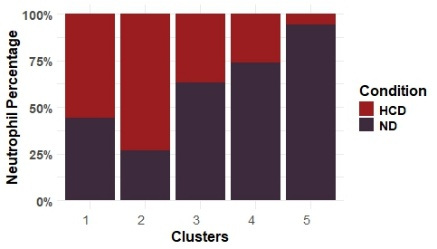 Neutrophil Percentage
100%
75%
50%
25%
0%
1 2 3 4 5
Clusters
Condition
HCD
ND